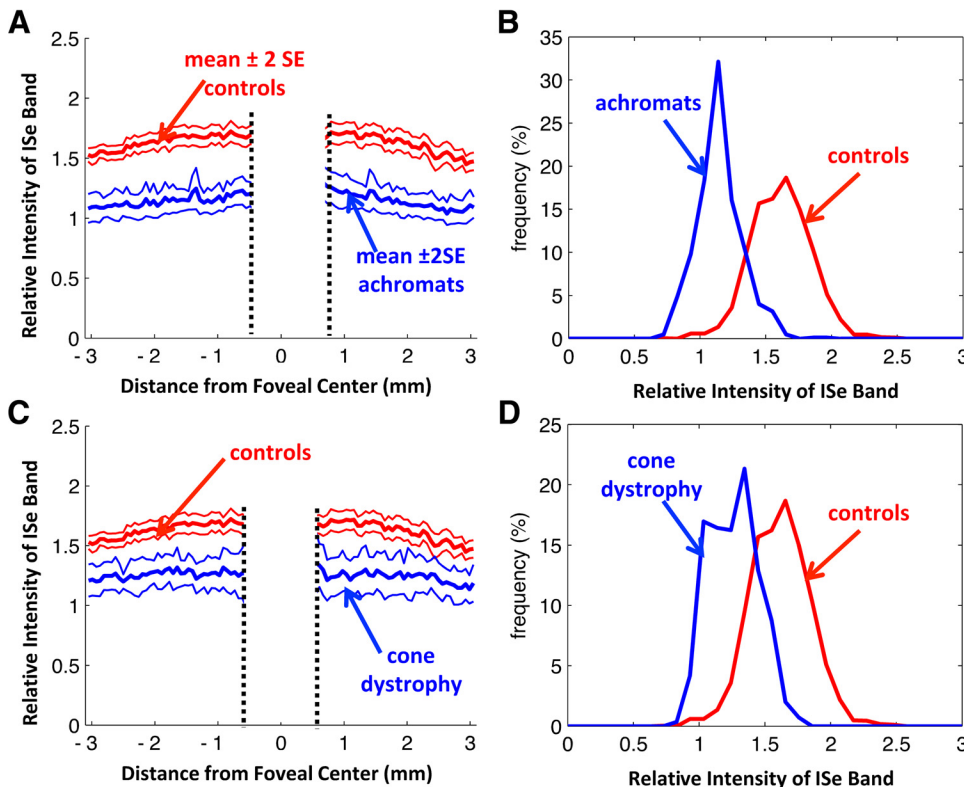 A
2.5
2
1.5
1
0.5
0
Relative Intensity of ISe Band
mean ± 2 SE
controls
mean ±2SE
achromats
- 3
- 2
- 1
0
1
2
3
Distance from Foveal Center (mm)
B
35
30
25
20
15
10
5
0
frequency (%)
achromats
controls
0
0.5
1
1.5
2
2.5
3
Relative Intensity of ISe Band
C
2.5
2
1.5
1
0.5
0
Relative Intensity of ISe Band
controls
cone
dystrophy
- 3
- 2
- 1
0
1
2
3
Distance from Foveal Center (mm)
D
25
20
15
10
5
0
frequency (%)
cone
dystrophy
controls
0
0.5
1
1.5
2
2.5
3
Relative Intensity of ISe Band